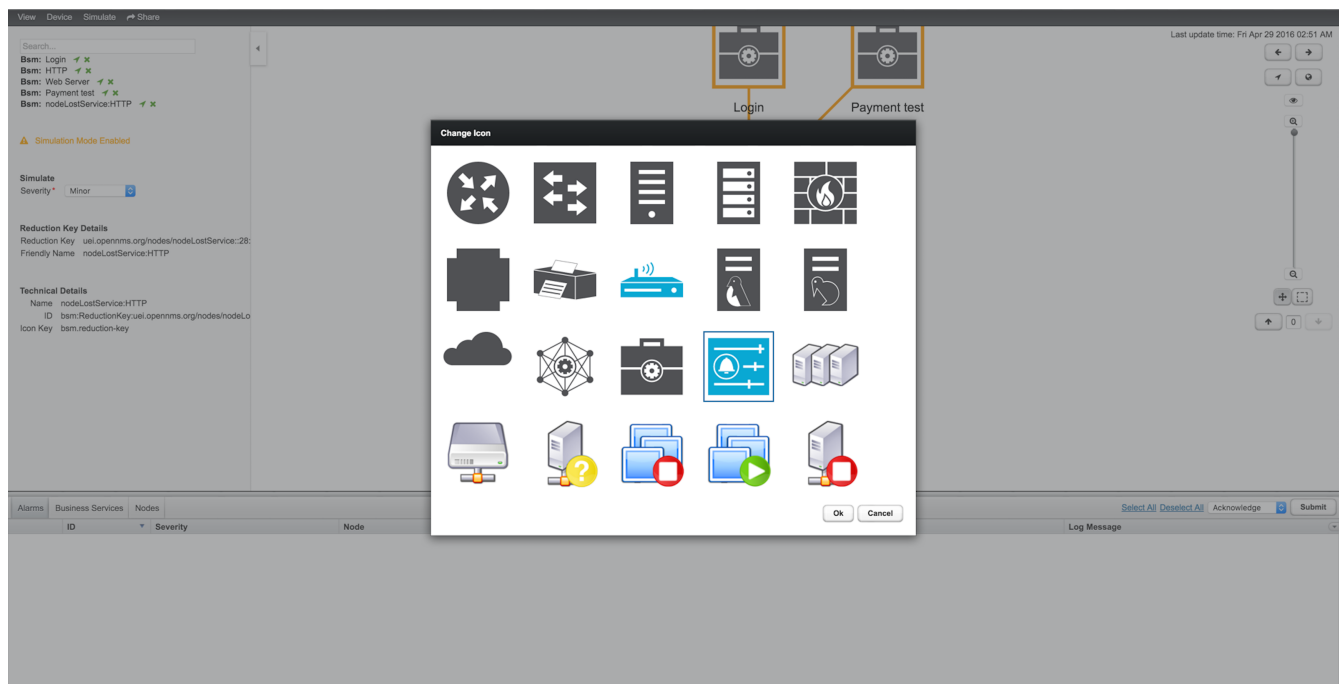 View Device Simulate Share
Last update time: Fri Apr 29 2016 02:51 AM
Search...
Bsm: Login
Bsm: HTTP
Bsm: Web Server
Bsm: Payment test
Bsm: nodeLostService:HTTP
Simulation Mode Enabled
Simulate
Severity* Minor
Reduction Key Details
Reduction Key uei.opennms.org/nodes/nodeLostService::28:
Friendly Name nodeLostService:HTTP
Technical Details
Name nodeLostService:HTTP
ID bsm:ReductionKey:uei.opennms.org/nodes/nodeLo
Icon Key bsm.reduction-key
Login Payment test
0
Change Icon
?
Ok Cancel
Alarms Business Services Nodes
Select All Deselect All Acknowledge Submit
ID Severity Node Log Message